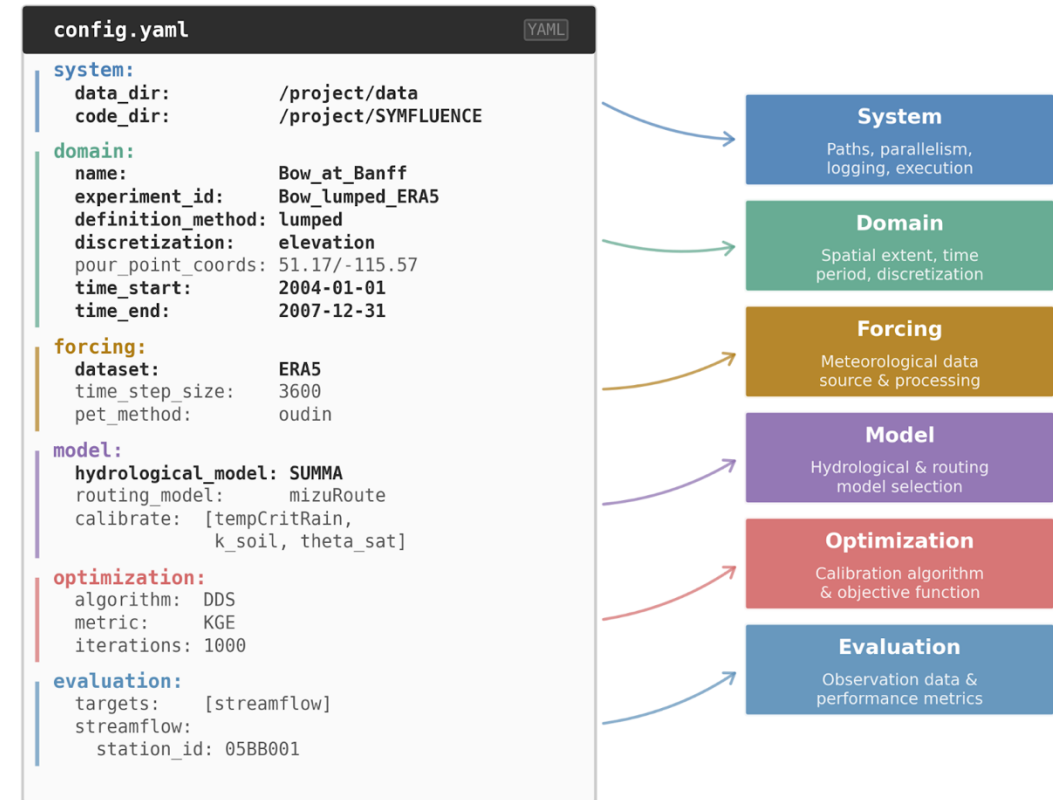 config.yaml
YAML
system:
data_dir: /project/data
code_dir: /project/SYMFLUENCE
domain:
name: Bow_at_Banff
experiment_id: Bow_lumped_ERA5
definition_method: lumped
discretization: elevation
pour_point_coords: 51.17/-115.57
time_start: 2004-01-01
time_end: 2007-12-31
forcing:
dataset: ERA5
time_step_size: 3600
pet_method: oudin
model:
hydrological_model: SUMMA
routing_model: mizuRoute
calibrate: [tempCritRain,
k_soil, theta_sat]
optimization:
algorithm: DDS
metric: KGE
iterations: 1000
evaluation:
targets: [streamflow]
streamflow:
station_id: 05BB001
System
Paths, parallelism,
logging, execution
Domain
Spatial extent, time
period, discretization
Forcing
Meteorological data
source & processing
Model
Hydrological & routing
model selection
Optimization
Calibration algorithm
& objective function
Evaluation
Observation data &
performance metrics